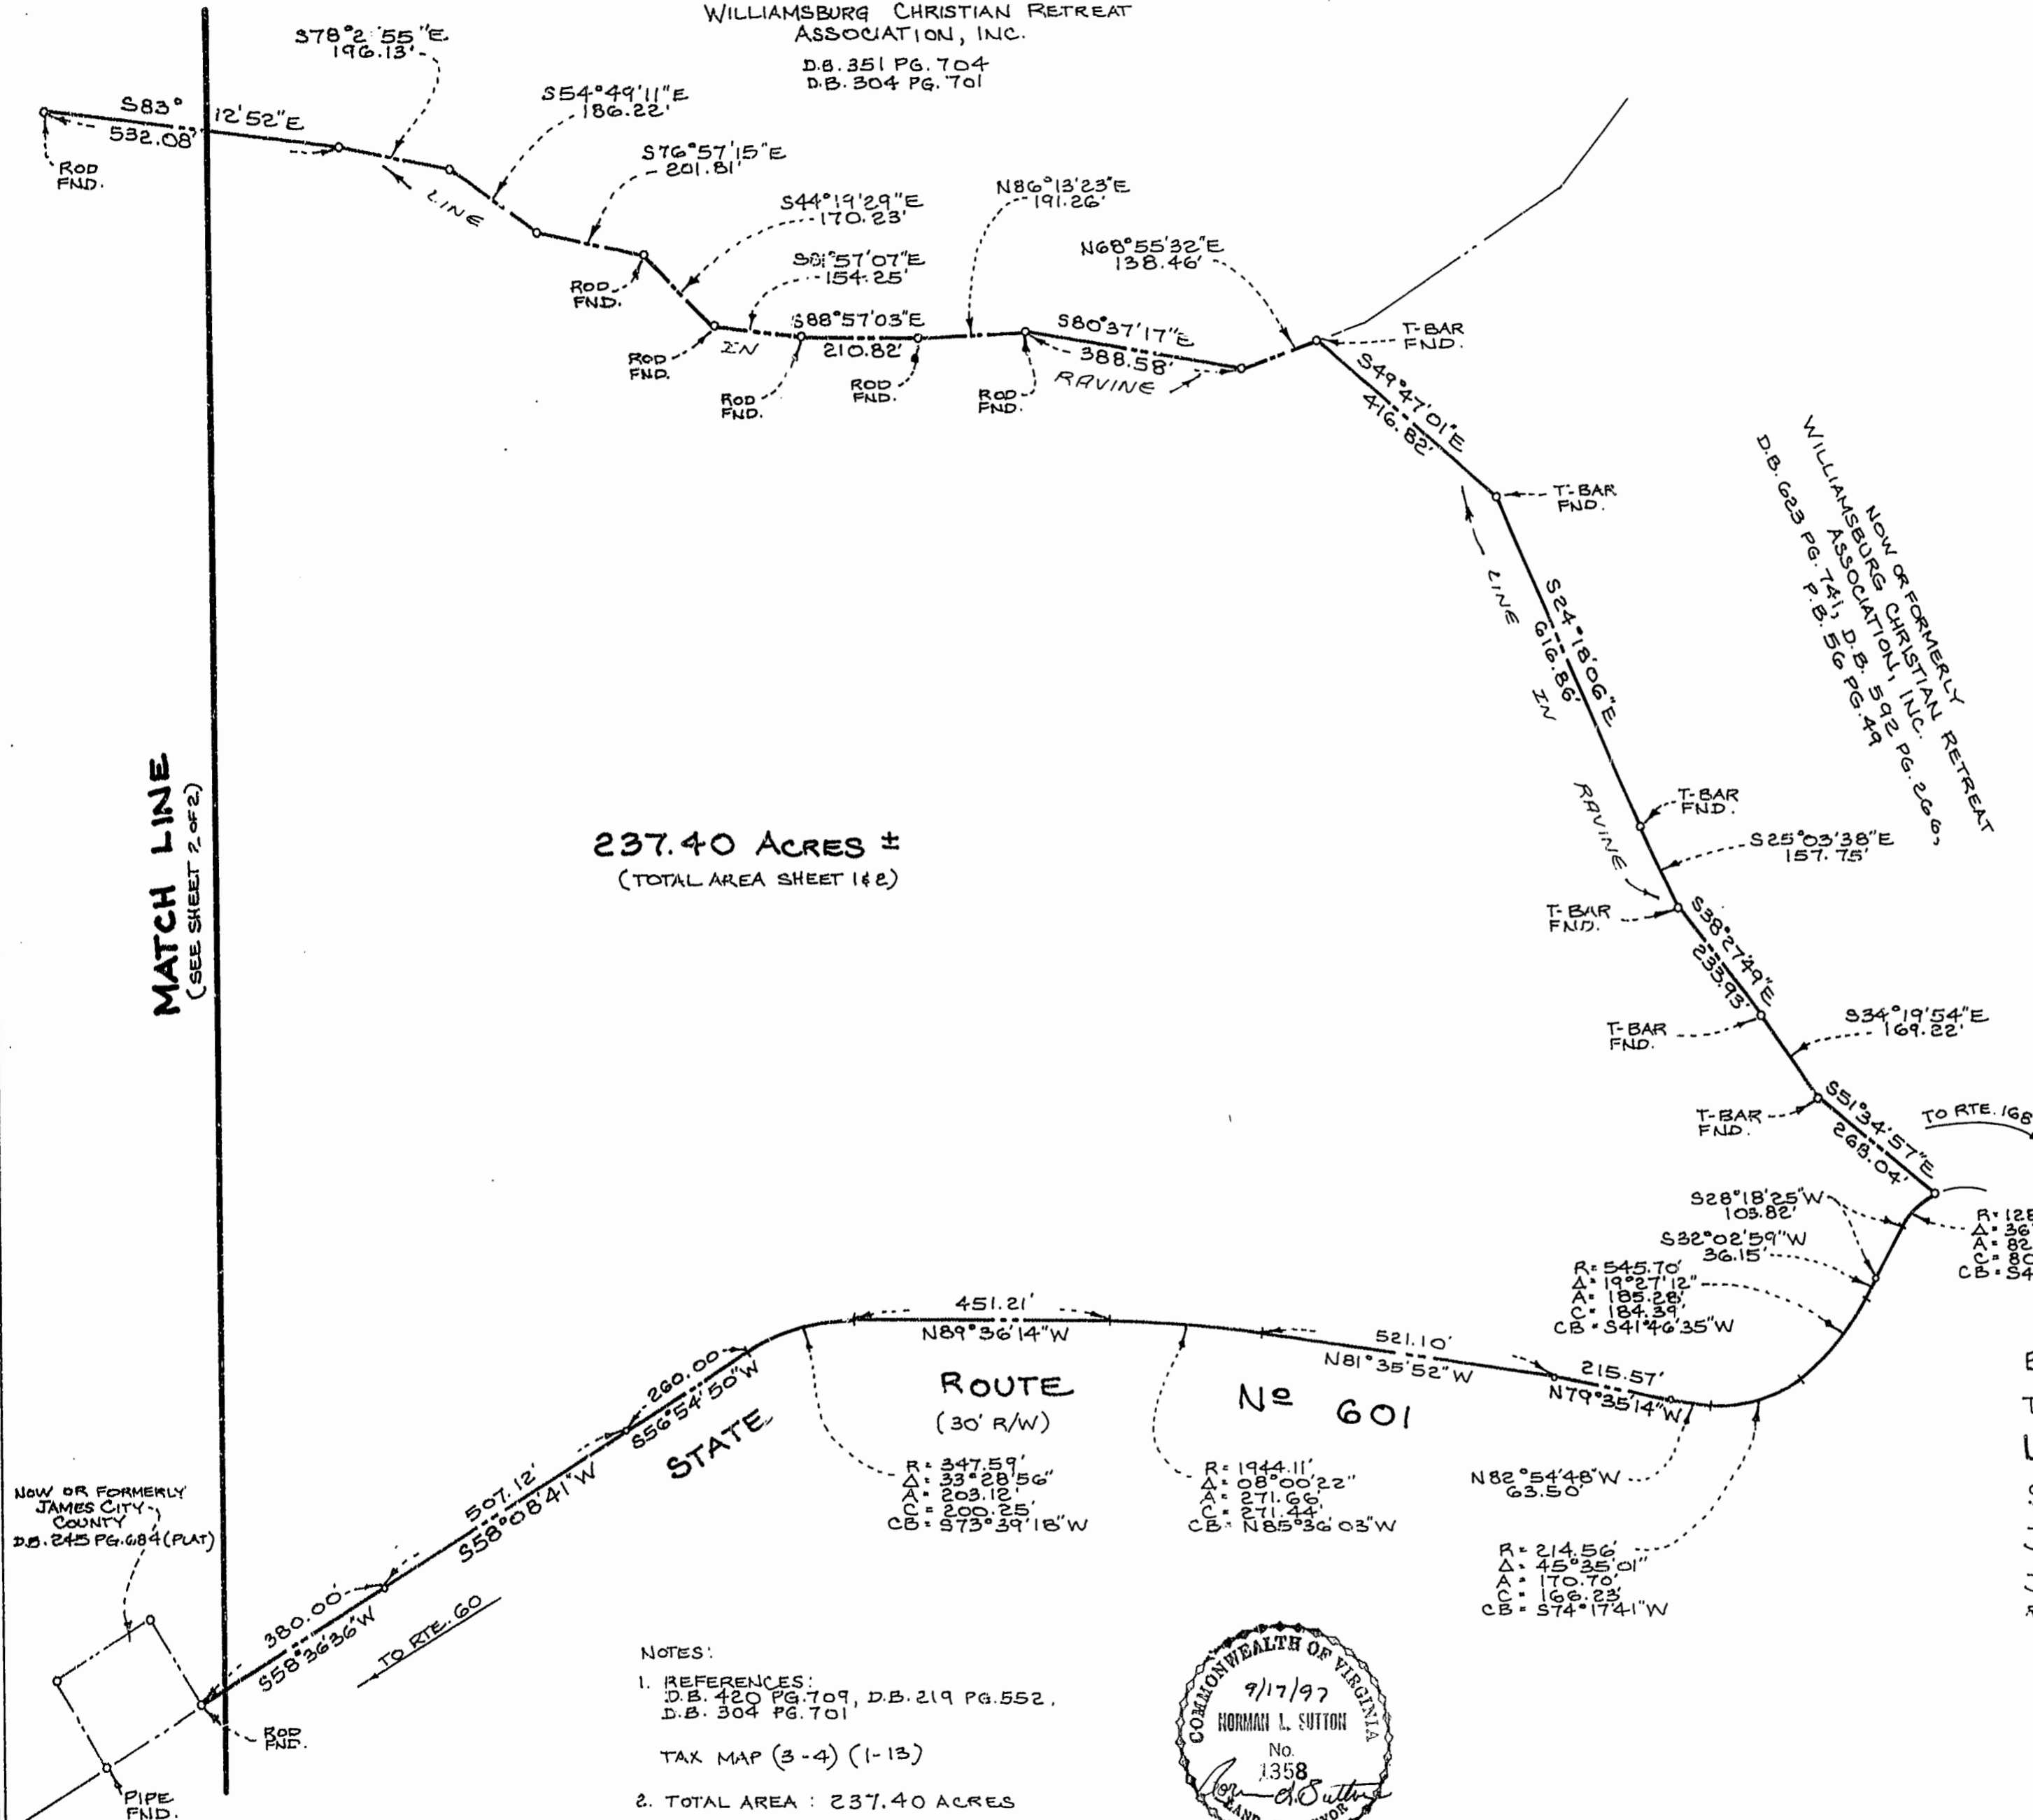 WILLIAMSBURG CHRISTIAN RETREAT
ASSOCIATION, INC.
D.B. 351 PG. 704
D.B. 304 PG. 701
S78°2 '55"E
196.13'
S54°49'11"E
186.22'
S76°57'15"E
201.81'
S44°19'29"E
170.23'
S81°57'07"E
154.25'
N86°13'23"E
191.26'
N68°55'32"E
138.46'
S83° 12'52"E
532.08'
ROD
FND.
LINE
ROD
FND.
ROD
FND.
IN
S88°57'03"E
210.82'
ROD
FND.
ROD
FND.
ROD
FND.
S80°37'17"E
388.58'
RAVINE
T-BAR
FND.
S49°47'01"E
416.82'
T-BAR
FND.
NOW OR FORMERLY
WILLIAMSBURG CHRISTIAN RETREAT
ASSOCIATION, INC.
D.B. 623 PG. 741, D.B. 592 PG. 266,
P.B. 56 PG. 49
LINE IN RAVINE
S24°18'06"E
616.86'
T-BAR
FND.
S25°03'38"E
157.75'
T-BAR
FND.
S38°27'49"E
233.93'
T-BAR
FND.
S34°19'54"E
169.22'
T-BAR
FND.
S51°34'57"E
268.04'
TO RTE. 168
MATCH LINE
(SEE SHEET 2 OF 2)
237.40 ACRES ±
(TOTAL AREA SHEET 1&2)
S28°18'25"W
103.82'
S32°02'59"W
36.15'
R= 128
Δ= 36
A= 82
C= 80
CB= S4
R= 545.70'
Δ= 19°27'12"
A= 185.28'
C= 184.39'
CB= S41°46'35"W
451.21'
N89°36'14"W
521.10'
N81°35'52"W
215.57'
N79°35'14"W
260.00'
S56°54'50"W
STATE ROUTE No 601
(30' R/W)
R= 347.59'
Δ= 33°28'56"
A= 203.12'
C= 200.25'
CB= S73°39'18"W
R= 1944.11'
Δ= 08°00'22"
A= 271.66'
C= 271.44'
CB= N85°36'03"W
N82°54'48"W
63.50'
R= 214.56'
Δ= 45°35'01"
A= 170.70'
C= 166.23'
CB= S74°17'41"W
507.12'
S58°08'41"W
380.00'
S58°36'36"W
TO RTE. 60
NOW OR FORMERLY
JAMES CITY
COUNTY
D.B. 245 PG. 684 (PLAT)
ROD
FND.
PIPE
FND.
NOTES:
1. REFERENCES:
D.B. 420 PG. 709, D.B. 219 PG. 552,
D.B. 304 PG. 701
TAX MAP (3-4) (1-13)
2. TOTAL AREA : 237.40 ACRES
COMMONWEALTH OF VIRGINIA
9/17/97
NORMAN L. SUTTON
No.
1358